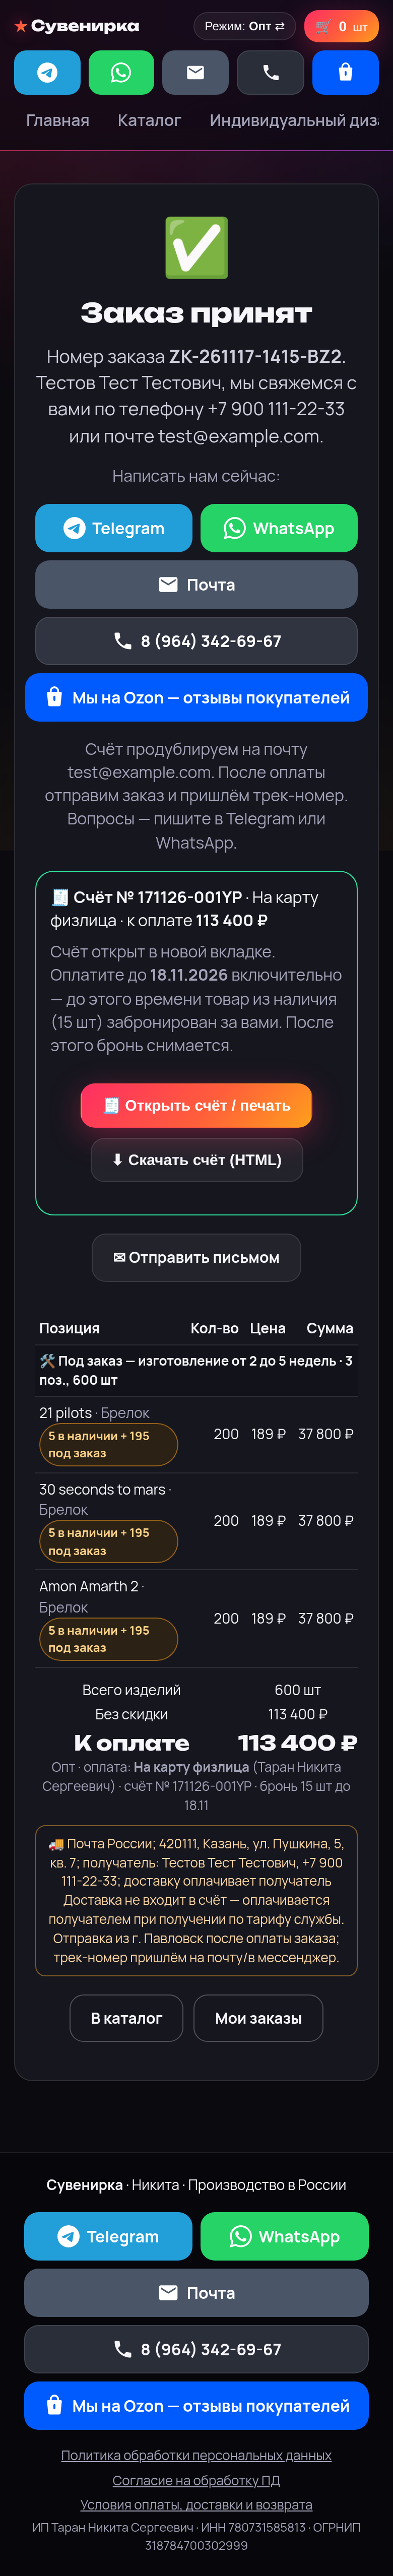 ★ Сувенирка
Режим: Опт ⇄
🛒 0 шт
Главная Каталог Индивидуальный диза
✅
Заказ принят
Номер заказа ZK-261117-1415-BZ2.
Тестов Тест Тестович, мы свяжемся с
вами по телефону +7 900 111-22-33
или почте test@example.com.
Написать нам сейчас:
Telegram
WhatsApp
Почта
8 (964) 342-69-67
Мы на Ozon — отзывы покупателей
Счёт продублируем на почту
test@example.com. После оплаты
отправим заказ и пришлём трек-номер.
Вопросы — пишите в Telegram или
WhatsApp.
🧾 Счёт № 171126-001YP · На карту
физлица · к оплате 113 400 ₽
Счёт открыт в новой вкладке.
Оплатите до 18.11.2026 включительно
— до этого времени товар из наличия
(15 шт) забронирован за вами. После
этого бронь снимается.
🧾 Открыть счёт / печать
⬇ Скачать счёт (HTML)
✉ Отправить письмом
Позиция Кол-во Цена Сумма
🛠️ Под заказ — изготовление от 2 до 5 недель · 3
поз., 600 шт
21 pilots · Брелок
5 в наличии + 195
под заказ
200 189 ₽ 37 800 ₽
30 seconds to mars ·
Брелок
5 в наличии + 195
под заказ
200 189 ₽ 37 800 ₽
Amon Amarth 2 ·
Брелок
5 в наличии + 195
под заказ
200 189 ₽ 37 800 ₽
Всего изделий 600 шт
Без скидки 113 400 ₽
К оплате 113 400 ₽
Опт · оплата: На карту физлица (Таран Никита
Сергеевич) · счёт № 171126-001YP · бронь 15 шт до
18.11
🚚 Почта России; 420111, Казань, ул. Пушкина, 5,
кв. 7; получатель: Тестов Тест Тестович, +7 900
111-22-33; доставку оплачивает получатель
Доставка не входит в счёт — оплачивается
получателем при получении по тарифу службы.
Отправка из г. Павловск после оплаты заказа;
трек-номер пришлём на почту/в мессенджер.
В каталог
Мои заказы
Сувенирка · Никита · Производство в России
Telegram
WhatsApp
Почта
8 (964) 342-69-67
Мы на Ozon — отзывы покупателей
Политика обработки персональных данных
Согласие на обработку ПД
Условия оплаты, доставки и возврата
ИП Таран Никита Сергеевич · ИНН 780731585813 · ОГРНИП
318784700302999